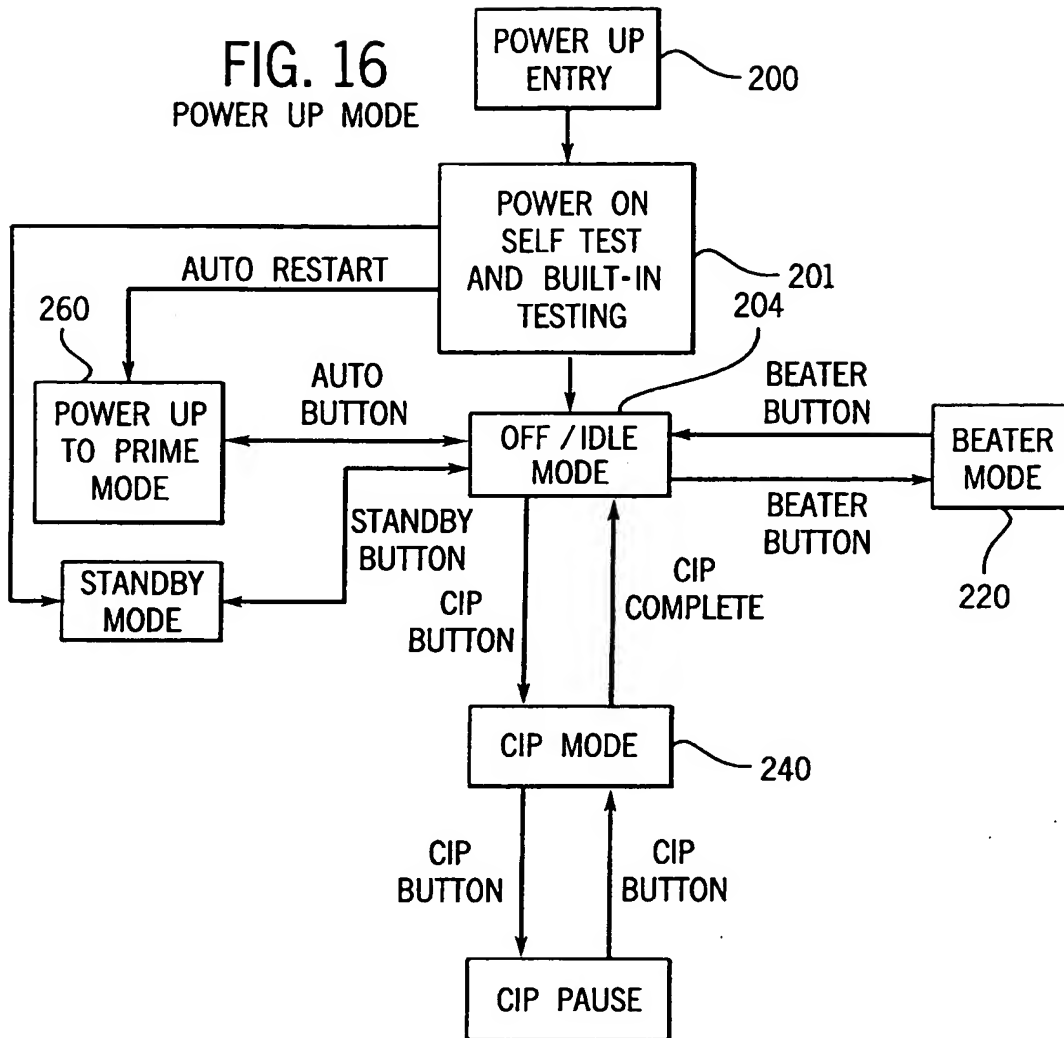 FIG. 16
POWER UP MODE
POWER UP
ENTRY
200
POWER ON
SELF TEST
AND BUILT-IN
TESTING
201
AUTO RESTART
260
204
POWER UP
TO PRIME
MODE
AUTO
BUTTON
OFF / IDLE
MODE
BEATER
BUTTON
BEATER
BUTTON
BEATER
MODE
220
STANDBY
BUTTON
STANDBY
MODE
CIP
BUTTON
CIP
COMPLETE
CIP MODE
240
CIP
BUTTON
CIP
BUTTON
CIP PAUSE